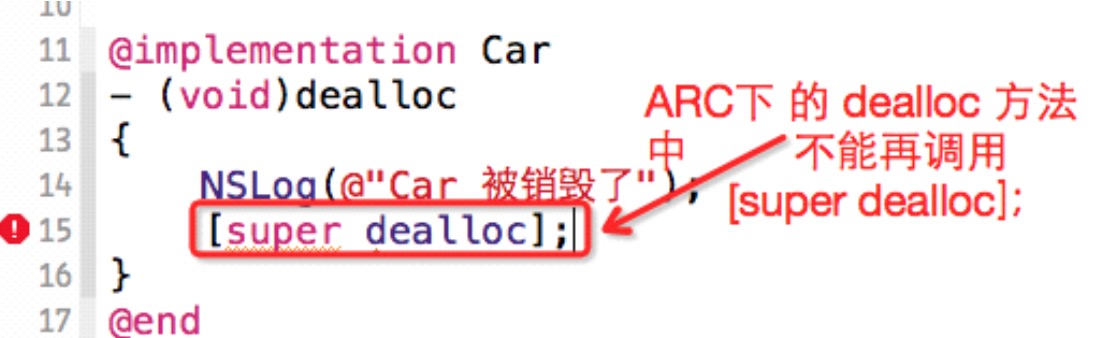 10
11 @implementation Car
12 - (void)dealloc
13 {
14 NSLog(@"Car 被销毁了");
15 [super dealloc];
16 }
17 @end
ARC下 的 dealloc 方法
中 不能再调用
[super dealloc];